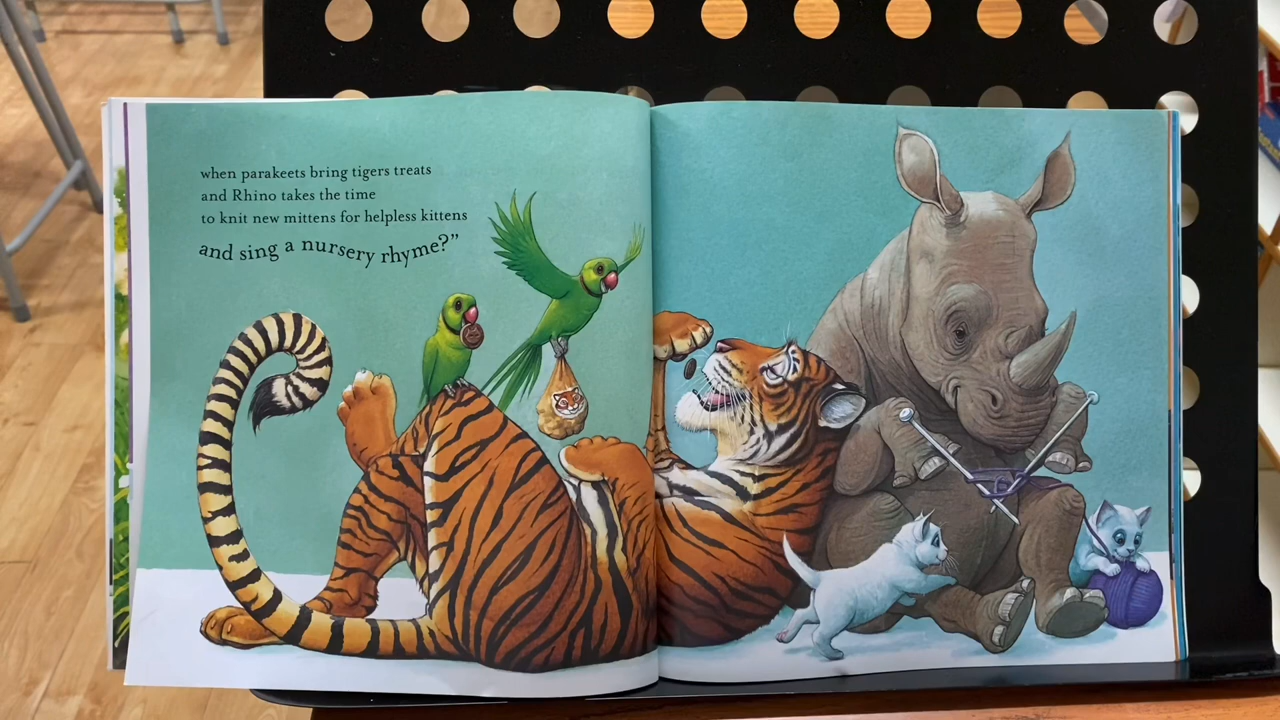 when parakeets bring tigers treats
and Rhino takes the time
to knit new mittens for helpless kittens
and sing a nursery rhyme?”